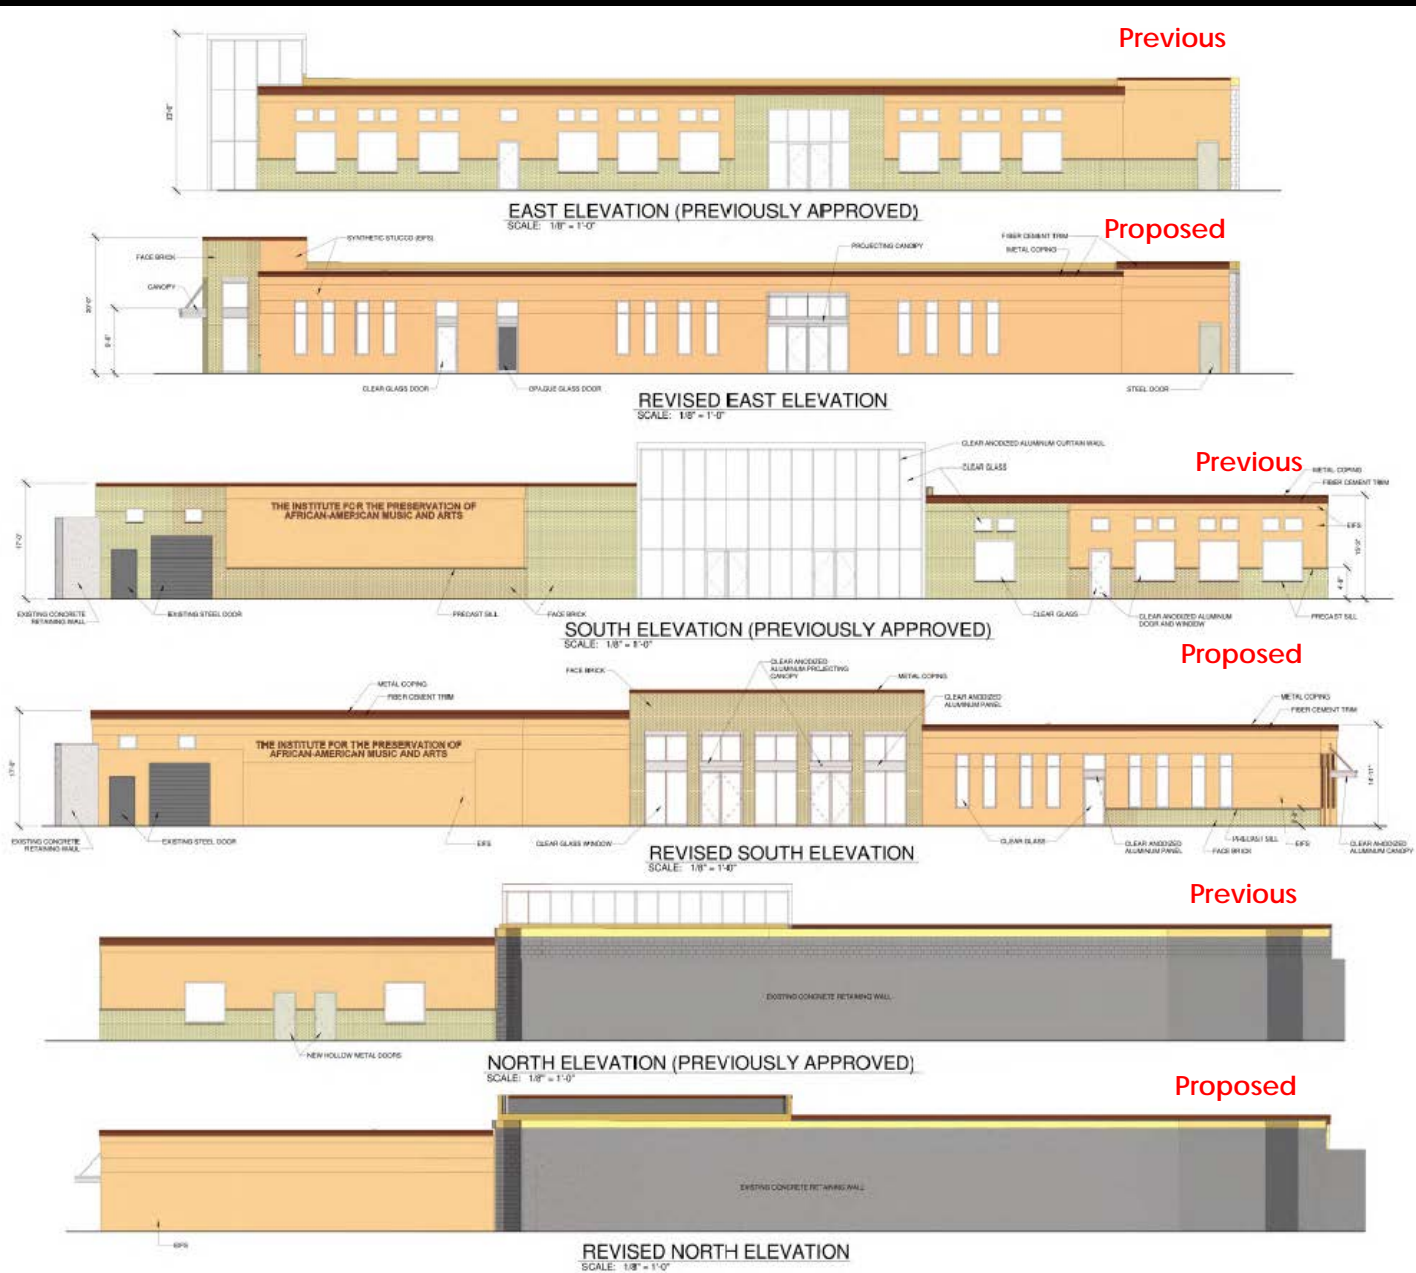 Previous
23'-0"
EAST ELEVATION (PREVIOUSLY APPROVED)
SCALE: 1/8" = 1'-0"
Proposed
SYNTHETIC STUCCO (EIFS)
FIBER CEMENT TRIM
METAL COPING
PROJECTING CANOPY
FACE BRICK
CANOPY
20'-0"
CLEAR GLASS DOOR
OPAQUE GLASS DOOR
STEEL DOOR
REVISED EAST ELEVATION
SCALE: 1/8" = 1'-0"
CLEAR ANODIZED ALUMINUM CURTAIN WALL
CLEAR GLASS
Previous
METAL COPING
FIBER CEMENT TRIM
EIFS
THE INSTITUTE FOR THE PRESERVATION OF
AFRICAN-AMERICAN MUSIC AND ARTS
17'-0"
EXISTING CONCRETE
RETAINING WALL
EXISTING STEEL DOOR
PRECAST SILL
FACE BRICK
CLEAR GLASS
CLEAR ANODIZED ALUMINUM
DOOR AND WINDOW
PRECAST SILL
SOUTH ELEVATION (PREVIOUSLY APPROVED)
SCALE: 1/8" = 1'-0"
Proposed
FACE BRICK
CLEAR ANODIZED
ALUMINUM PROJECTING
CANOPY
METAL COPING
METAL COPING
FIBER CEMENT TRIM
CLEAR ANODIZED
ALUMINUM PANEL
METAL COPING
FIBER CEMENT TRIM
THE INSTITUTE FOR THE PRESERVATION OF
AFRICAN-AMERICAN MUSIC AND ARTS
14'-11"
EXISTING CONCRETE
RETAINING WALL
EXISTING STEEL DOOR
EIFS
CLEAR GLASS WINDOW
CLEAR GLASS
CLEAR ANODIZED
ALUMINUM PANEL
PRECAST SILL
FACE BRICK
EIFS
CLEAR ANODIZED
ALUMINUM CANOPY
REVISED SOUTH ELEVATION
SCALE: 1/8" = 1'-0"
Previous
EXISTING CONCRETE RETAINING WALL
NEW HOLLOW METAL DOORS
NORTH ELEVATION (PREVIOUSLY APPROVED)
SCALE: 1/8" = 1'-0"
Proposed
EXISTING CONCRETE RETAINING WALL
EIFS
REVISED NORTH ELEVATION
SCALE: 1/8" = 1'-0"